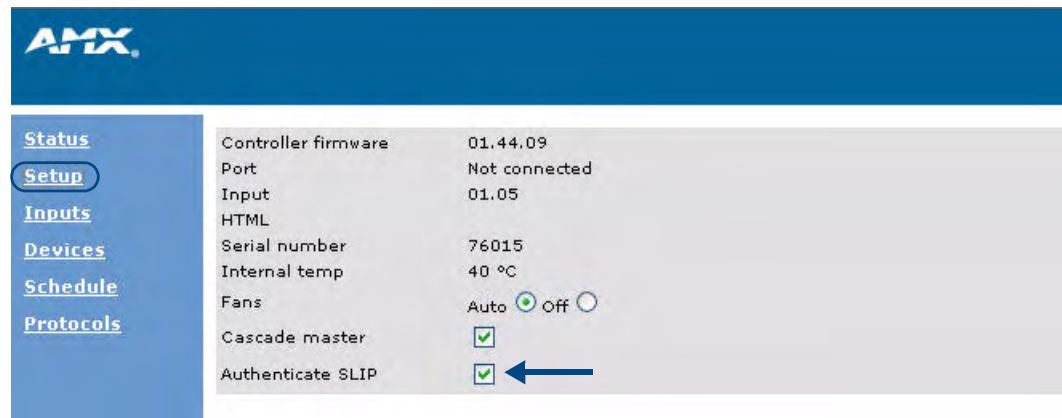 AMX®
Status
Setup
Inputs
Devices
Schedule
Protocols
Controller firmware 01.44.09
Port Not connected
Input 01.05
HTML
Serial number 76015
Internal temp 40 ºC
Fans Auto Off
Cascade master
Authenticate SLIP